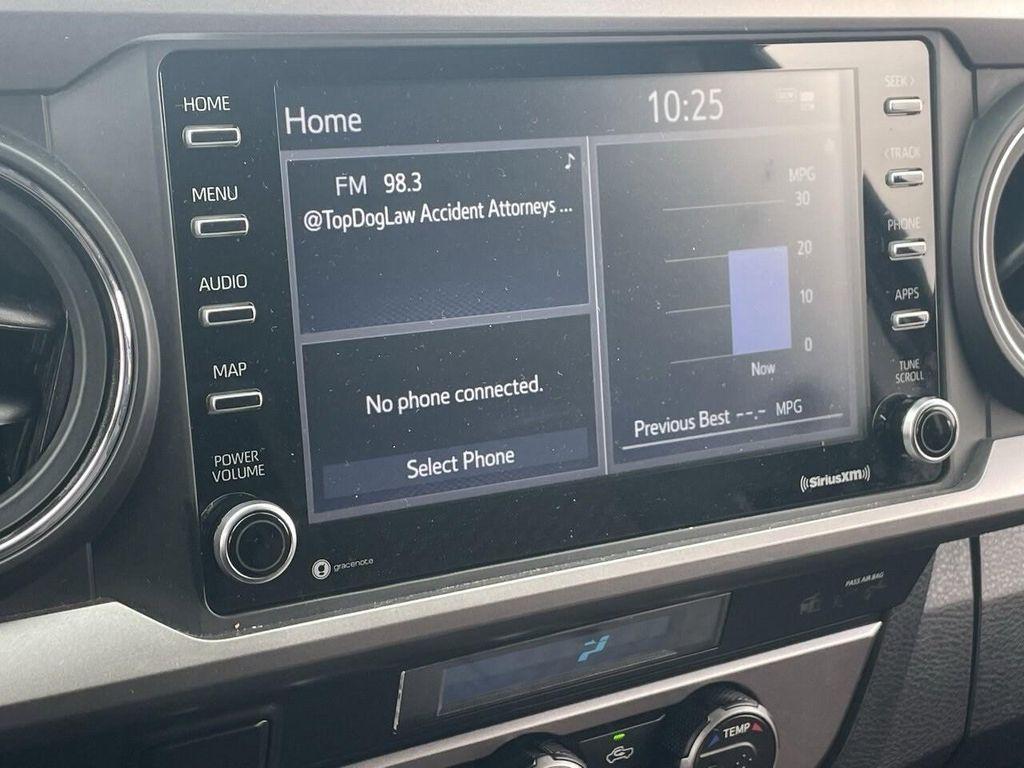 HOME
MENU
AUDIO
MAP
POWER
VOLUME
Home
10:25
FM 98.3
@TopDogLaw Accident Attorneys ...
No phone connected.
Select Phone
MPG
30
20
10
0
Now
Previous Best --.- MPG
SEEK >
< TRACK
PHONE
APPS
TUNE
SCROLL
((SiriusXM))
gracenote
PASS AIR BAG
TEMP